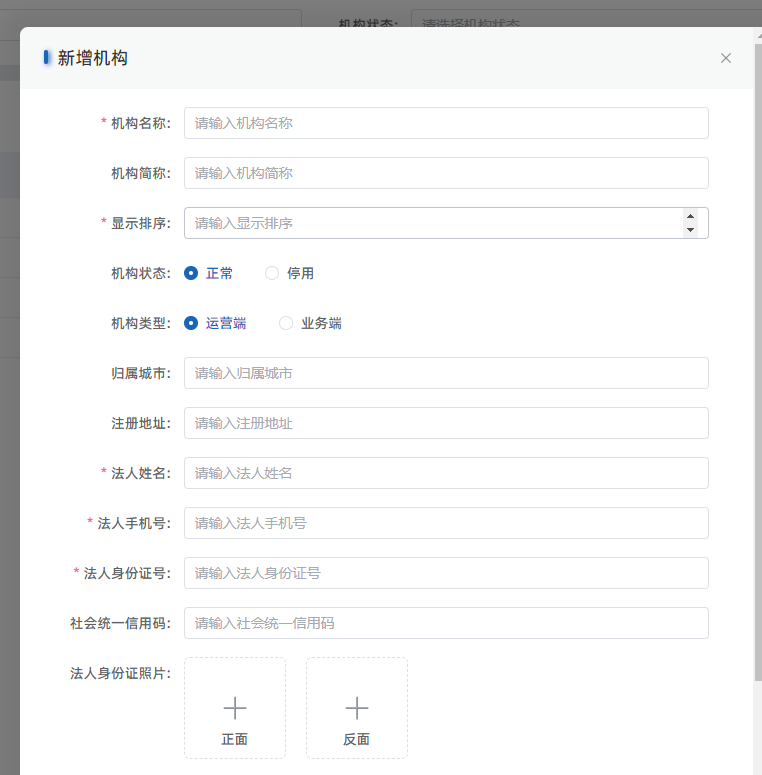 机构状态： 请选择机构状态
新增机构
* 机构名称： 请输入机构名称
机构简称： 请输入机构简称
* 显示排序： 请输入显示排序
机构状态： 正常 停用
机构类型： 运营端 业务端
归属城市： 请输入归属城市
注册地址： 请输入注册地址
* 法人姓名： 请输入法人姓名
* 法人手机号： 请输入法人手机号
* 法人身份证号： 请输入法人身份证号
社会统一信用码： 请输入社会统一信用码
法人身份证照片：
正面 反面